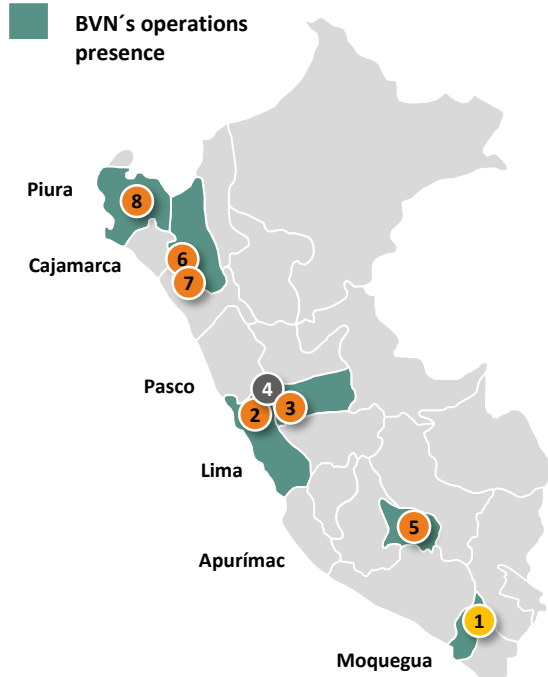 BVN´s operations
presence
Piura
8
Cajamarca
6
7
Pasco
4
2
3
Lima
5
Apurímac
1
Moquegua